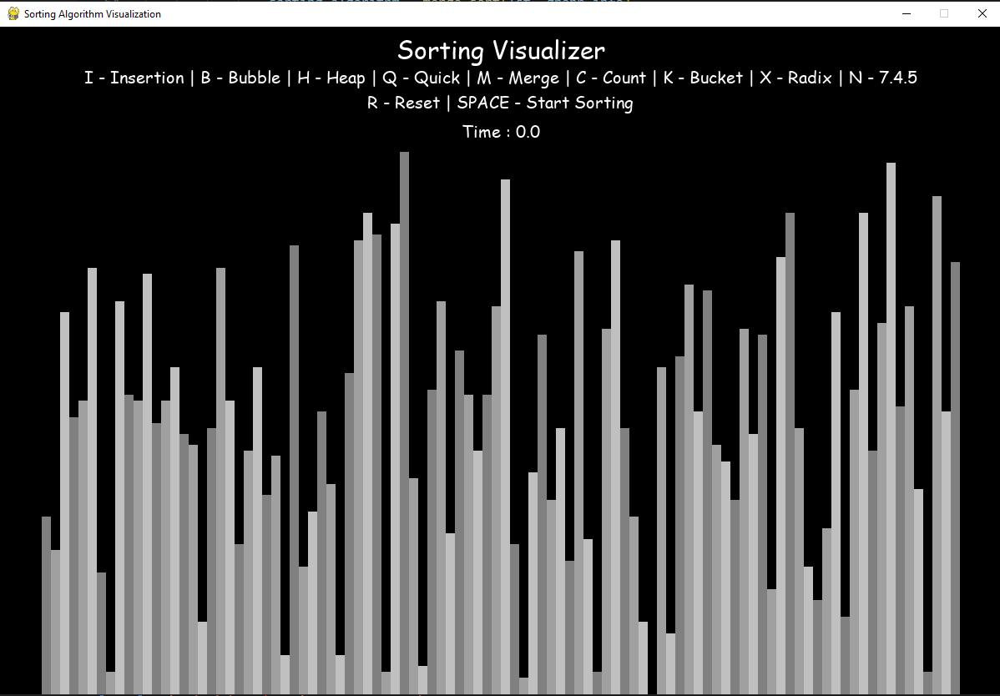 Sorting Algorithm Visualization
Sorting Visualizer
I - Insertion | B - Bubble | H - Heap | Q - Quick | M - Merge | C - Count | K - Bucket | X - Radix | N - 7.4.5
R - Reset | SPACE - Start Sorting
Time : 0.0